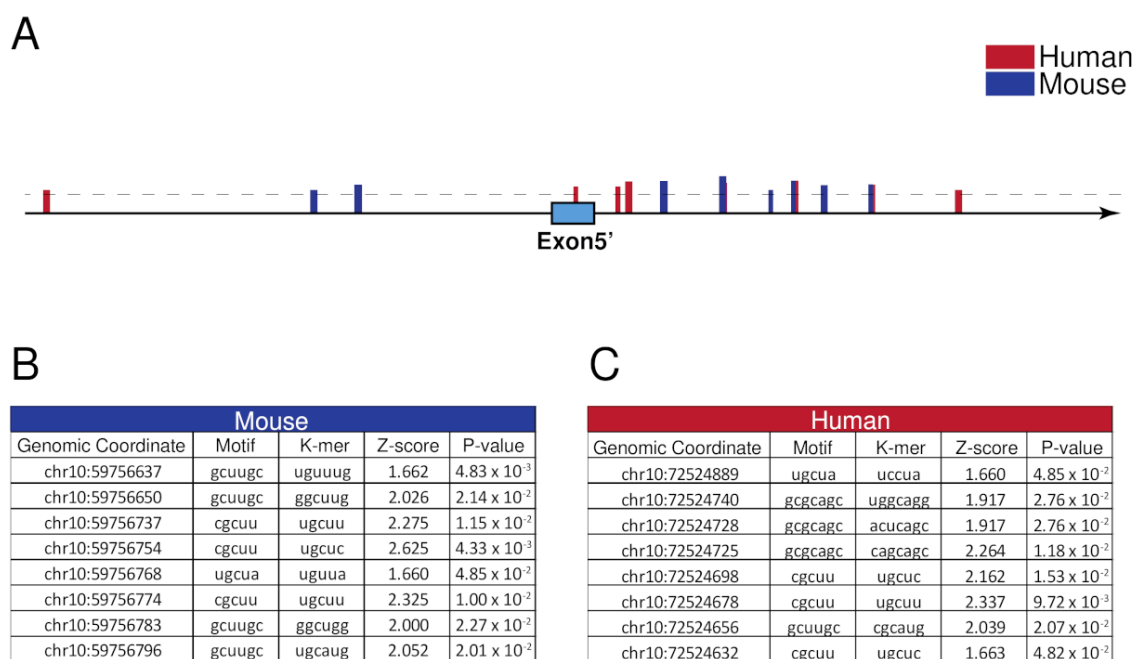 A
Human
Mouse
Exon5’
B
Mouse
Genomic Coordinate Motif K-mer Z-score P-value
chr10:59756637 gcuugc uguuug 1.662 4.83 x 10-3
chr10:59756650 gcuugc ggcuug 2.026 2.14 x 10-2
chr10:59756737 cgcuu ugcuu 2.275 1.15 x 10-2
chr10:59756754 cgcuu ugcuc 2.625 4.33 x 10-3
chr10:59756768 ugcua uguua 1.660 4.85 x 10-2
chr10:59756774 cgcuu ugcuu 2.325 1.00 x 10-2
chr10:59756783 gcuugc ggcugg 2.000 2.27 x 10-2
chr10:59756796 gcuugc ugcaug 2.052 2.01 x 10-2
C
Human
Genomic Coordinate Motif K-mer Z-score P-value
chr10:72524889 ugcua uccua 1.660 4.85 x 10-2
chr10:72524740 gcgcagc uggcagg 1.917 2.76 x 10-2
chr10:72524728 gcgcagc acucagc 1.917 2.76 x 10-2
chr10:72524725 gcgcagc cagcagc 2.264 1.18 x 10-2
chr10:72524698 cgcuu ugcuc 2.162 1.53 x 10-2
chr10:72524678 cgcuu ugcuu 2.337 9.72 x 10-3
chr10:72524656 gcuugc cgcaug 2.039 2.07 x 10-2
chr10:72524632 cgcuu ugcuc 1.663 4.82 x 10-2